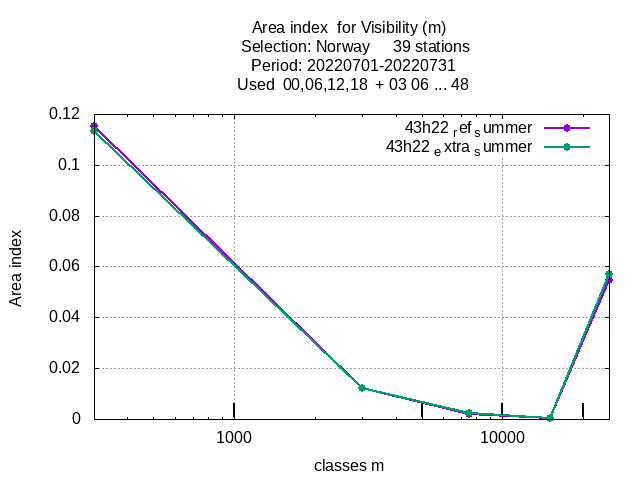 Area index for Visibility (m)
Selection: Norway 39 stations
Period: 20220701-20220731
Used 00,06,12,18 + 03 06 ... 48
43h22 ref summer
43h22 extra summer
0.12
0.1
0.08
0.06
0.04
0.02
0
Area index
1000
10000
classes m